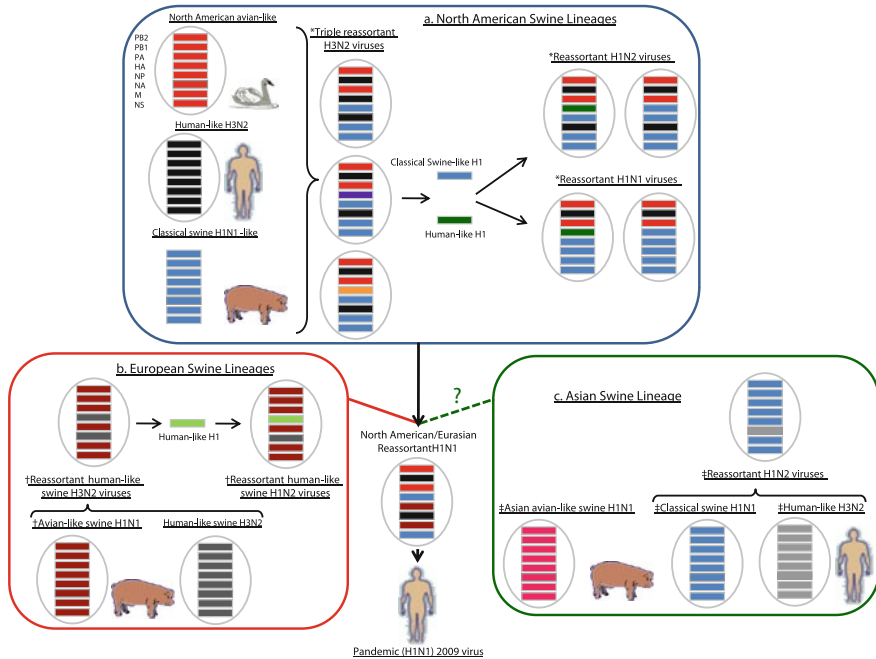 a. North American Swine Lineages
North American avian-like
PB2
PB1
PA
HA
NP
NA
M
NS
Human-like H3N2
Classical swine H1N1-like
*Triple reassortant
H3N2 viruses
Classical Swine-like H1
Human-like H1
*Reassortant H1N2 viruses
*Reassortant H1N1 viruses
b. European Swine Lineages
Human-like H1
†Reassortant human-like
swine H3N2 viruses
†Reassortant human-like
swine H1N2 viruses
†Avian-like swine H1N1
Human-like swine H3N2
?
North American/Eurasian
ReassortantH1N1
Pandemic (H1N1) 2009 virus
c. Asian Swine Lineage
‡Reassortant H1N2 viruses
‡Asian avian-like swine H1N1
‡Classical swine H1N1
‡Human-like H3N2